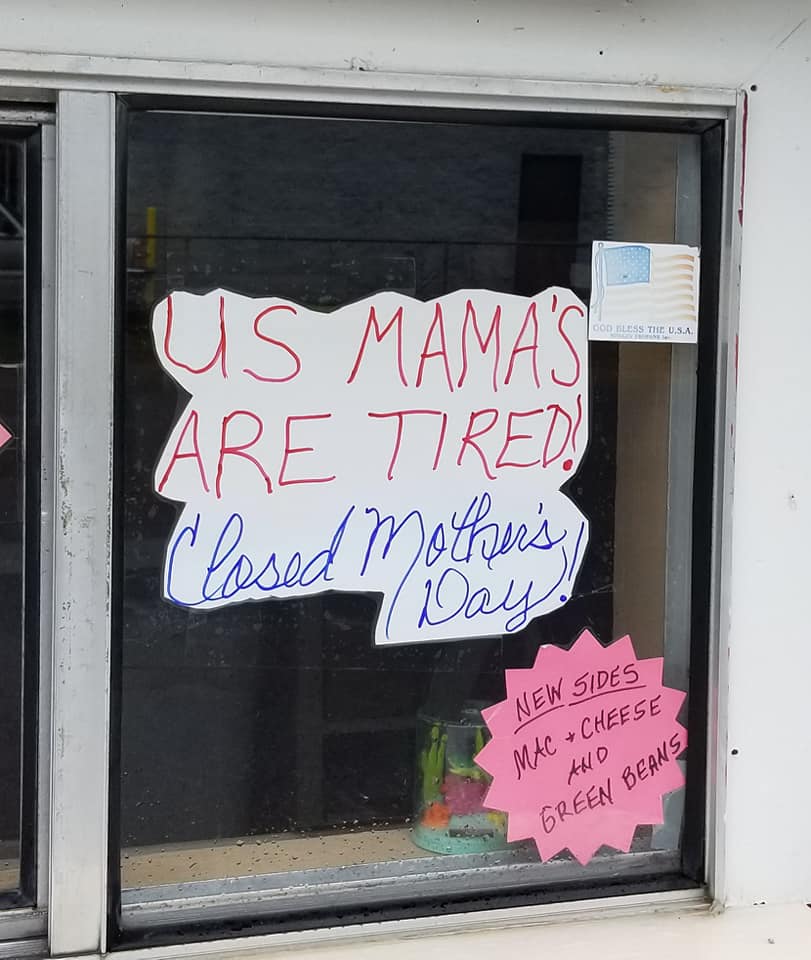 US MAMA'S
ARE TIRED!
Closed Mother's
Day!
GOD BLESS THE U.S.A.
NEW SIDES
MAC + CHEESE
AND
GREEN BEANS